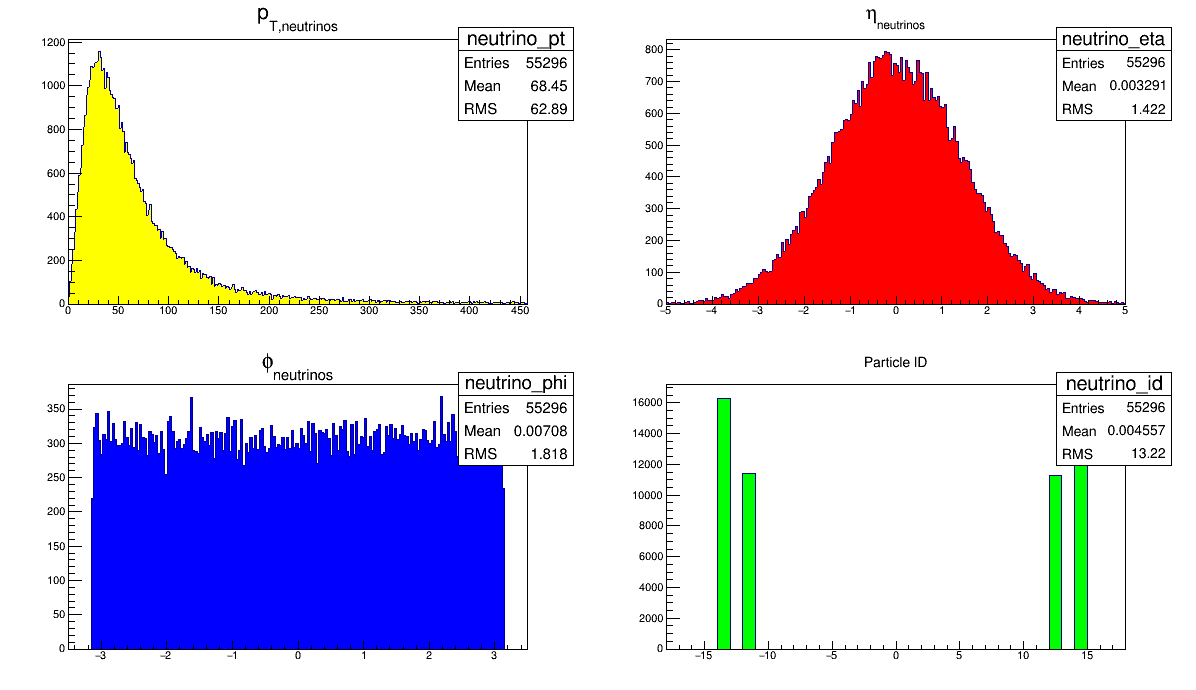 p T,neutrinos
neutrino_pt
Entries 55296
Mean 68.45
RMS 62.89
1200
1000
800
600
400
200
0
0 50 100 150 200 250 300 350 400 450
η neutrinos
neutrino_eta
Entries 55296
Mean 0.003291
RMS 1.422
800
700
600
500
400
300
200
100
0
−5 −4 −3 −2 −1 0 1 2 3 4 5
ϕ neutrinos
neutrino_phi
Entries 55296
Mean 0.00708
RMS 1.818
350
300
250
200
150
100
50
0
−3 −2 −1 0 1 2 3
Particle ID
neutrino_id
Entries 55296
Mean 0.004557
RMS 13.22
16000
14000
12000
10000
8000
6000
4000
2000
0
−15 −10 −5 0 5 10 15